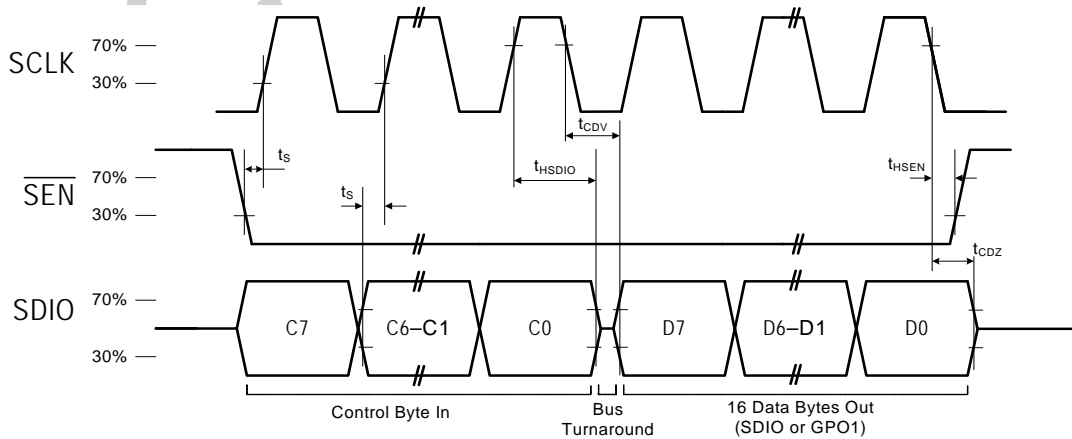 SCLK
70%
30%
tS
tCDV
tHSDIO
tHSEN
SEN
70%
30%
tS
tCDZ
SDIO
70%
30%
C7
C6–C1
C0
D7
D6–D1
D0
Control Byte In
Bus
Turnaround
16 Data Bytes Out
(SDIO or GPO1)